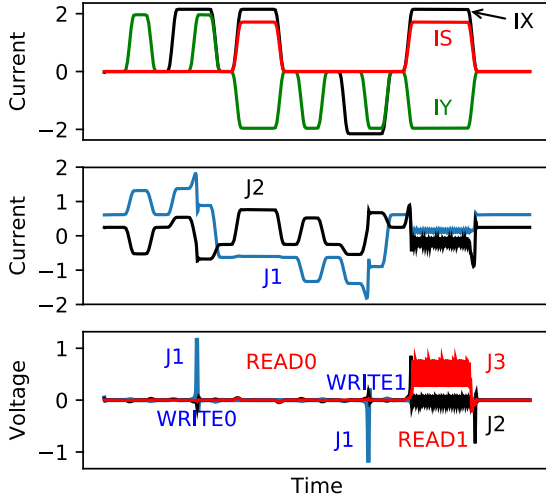 2
0
−2
Current
IX
IS
IY
2
1
0
−1
−2
Current
J2
J1
1
0
−1
Voltage
J1
READ0
J3
WRITE1
WRITE0
J2
READ1
J1
Time